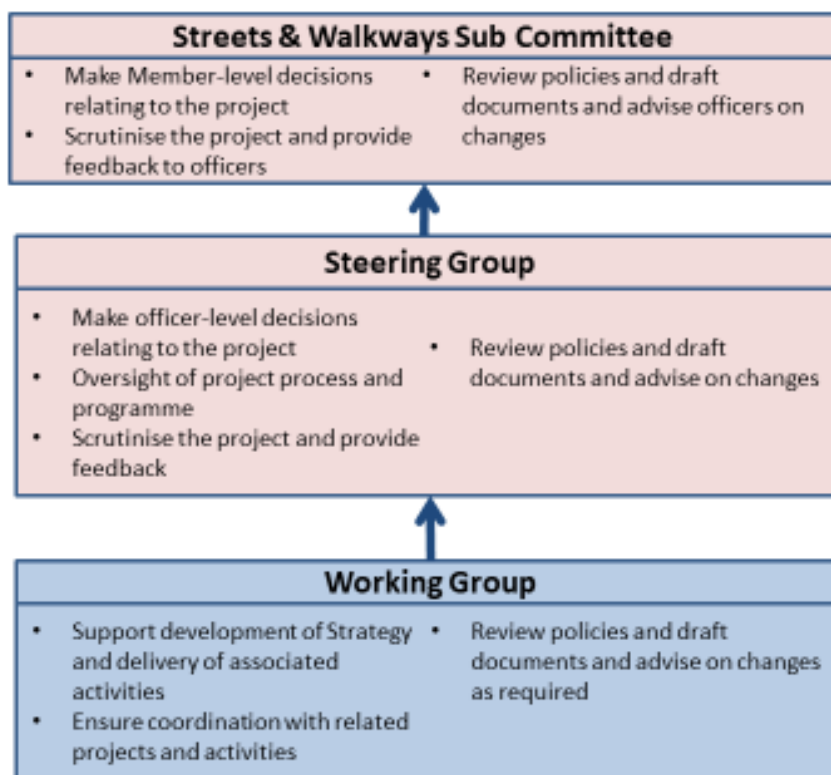 Streets & Walkways Sub Committee
• Make Member-level decisions
relating to the project
• Scrutinise the project and provide
feedback to officers
• Review policies and draft
documents and advise officers on
changes
Steering Group
• Make officer-level decisions
relating to the project
• Oversight of project process and
programme
• Scrutinise the project and provide
feedback
• Review policies and draft
documents and advise on changes
Working Group
• Support development of Strategy
and delivery of associated
activities
• Ensure coordination with related
projects and activities
• Review policies and draft
documents and advise on changes
as required